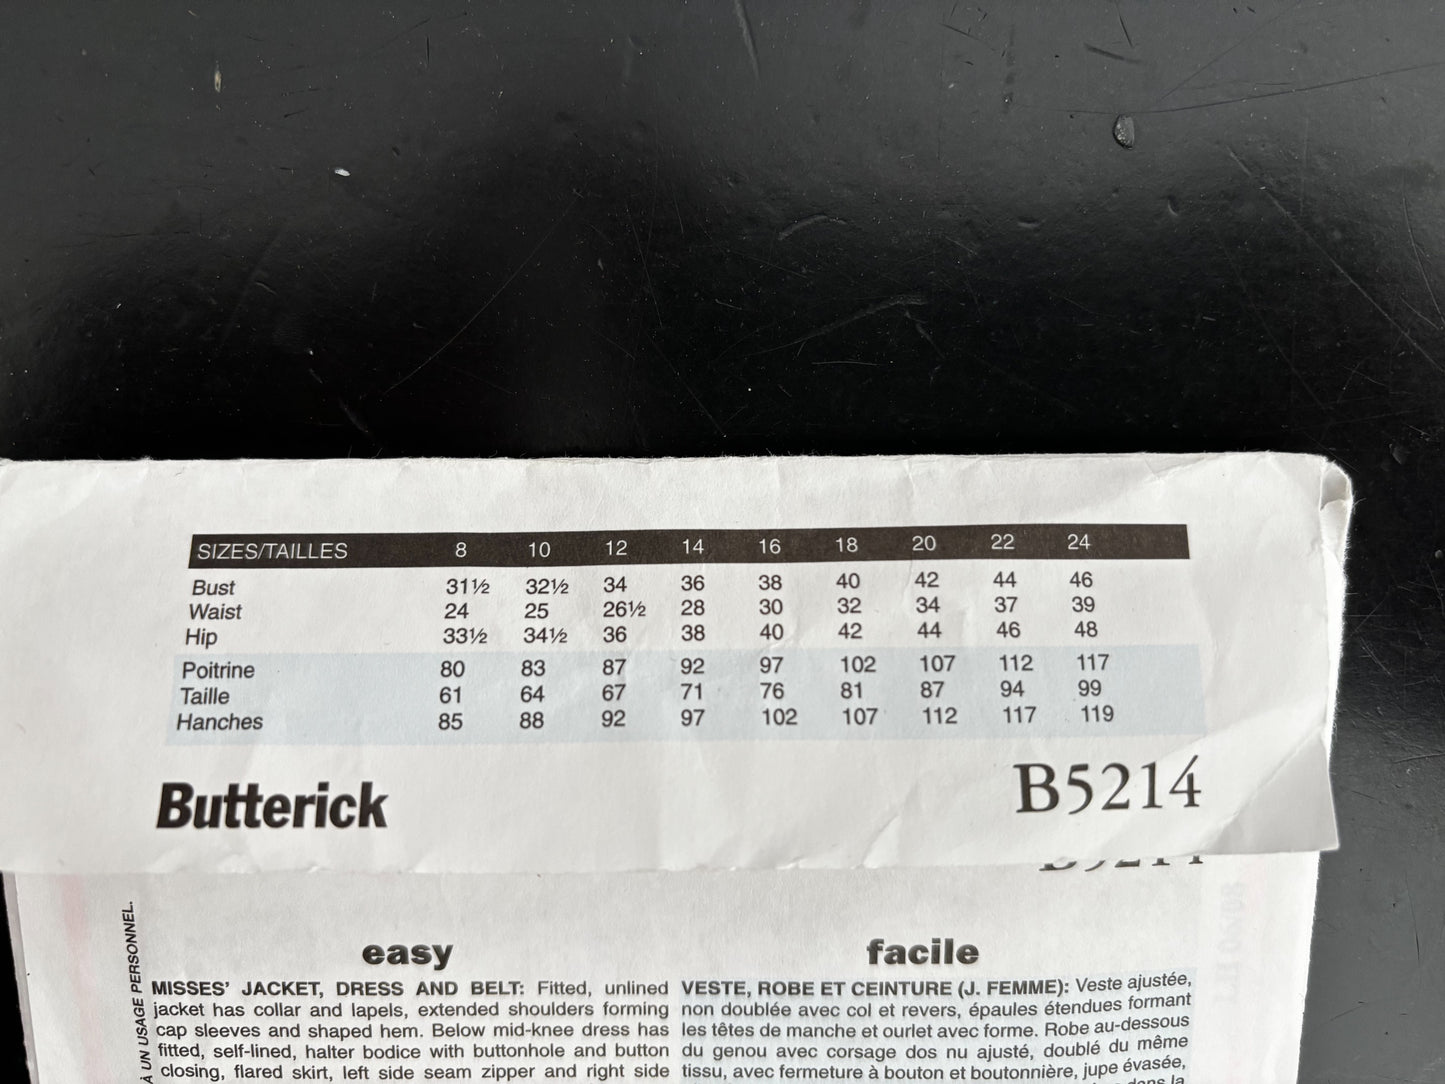 SIZES/TAILLES 8 10 12 14 16 18 20 22 24
Bust 31½ 32½ 34 36 38 40 42 44 46
Waist 24 25 26½ 28 30 32 34 37 39
Hip 33½ 34½ 36 38 40 42 44 46 48
Poitrine 80 83 87 92 97 102 107 112 117
Taille 61 64 67 71 76 81 87 94 99
Hanches 85 88 92 97 102 107 112 117 119
Butterick
B5214
À UN USAGE PERSONNEL.
easy
MISSES' JACKET, DRESS AND BELT: Fitted, unlined
jacket has collar and lapels, extended shoulders forming
cap sleeves and shaped hem. Below mid-knee dress has
fitted, self-lined, halter bodice with buttonhole and button
closing, flared skirt, left side seam zipper and right side
facile
VESTE, ROBE ET CEINTURE (J. FEMME): Veste ajustée,
non doublée avec col et revers, épaules étendues formant
les têtes de manche et ourlet avec forme. Robe au-dessous
du genou avec corsage dos nu ajusté, doublé du même
tissu, avec fermeture à bouton et boutonnière, jupe évasée,